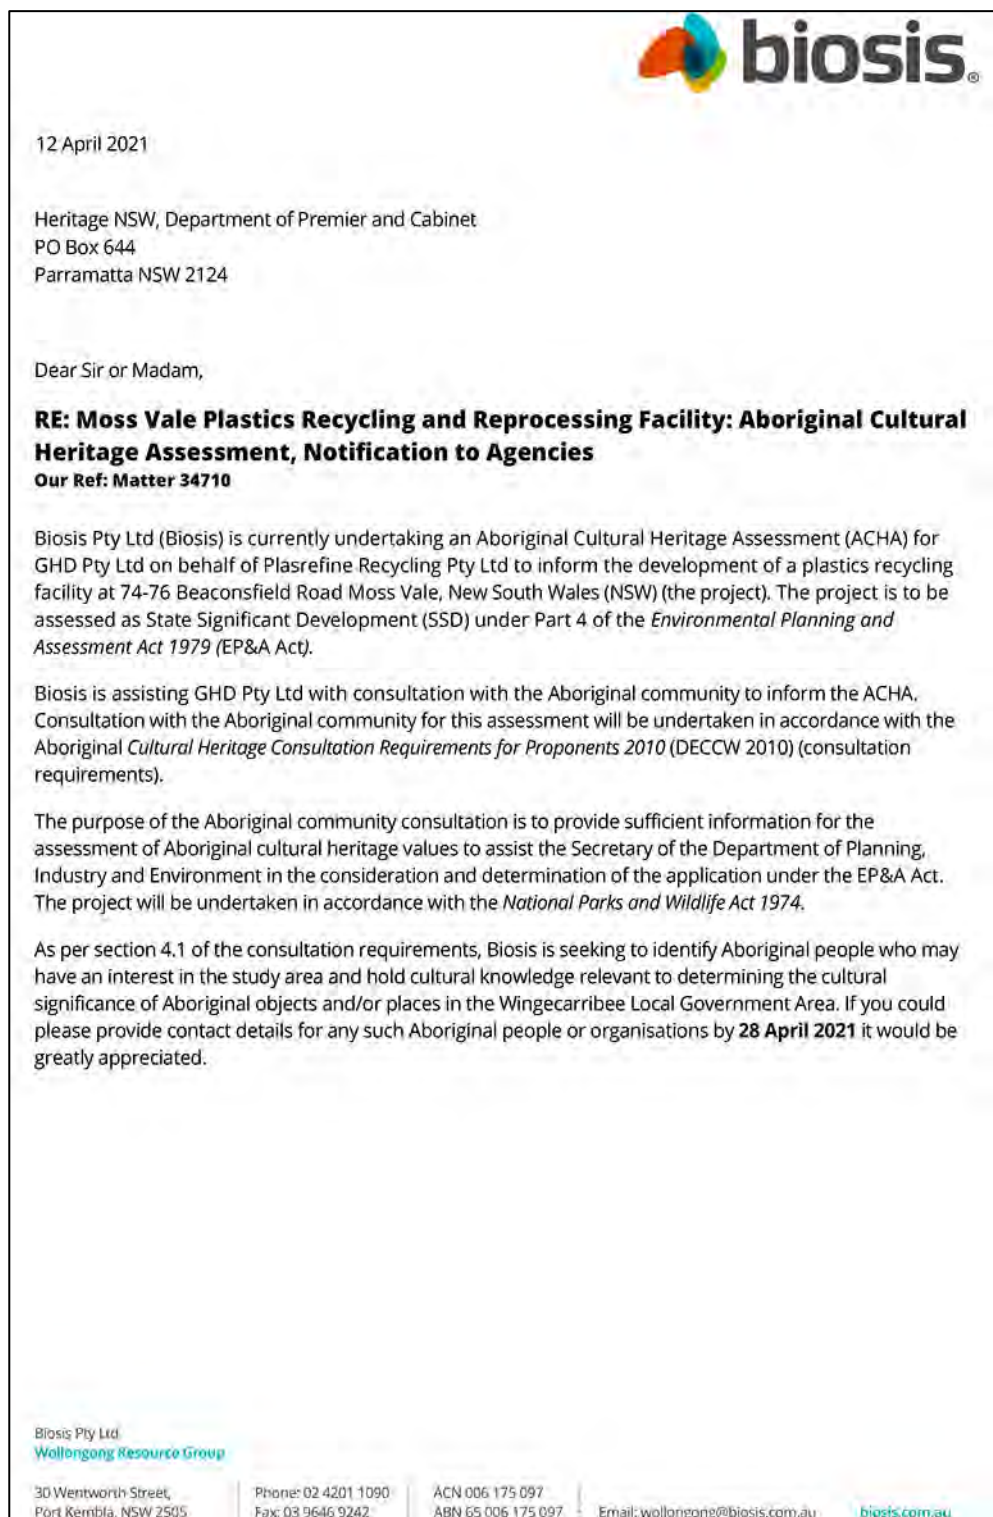 biosis®
12 April 2021
Heritage NSW, Department of Premier and Cabinet
PO Box 644
Parramatta NSW 2124
Dear Sir or Madam,
RE: Moss Vale Plastics Recycling and Reprocessing Facility: Aboriginal Cultural
Heritage Assessment, Notification to Agencies
Our Ref: Matter 34710
Biosis Pty Ltd (Biosis) is currently undertaking an Aboriginal Cultural Heritage Assessment (ACHA) for
GHD Pty Ltd on behalf of Plasrefine Recycling Pty Ltd to inform the development of a plastics recycling
facility at 74-76 Beaconsfield Road Moss Vale, New South Wales (NSW) (the project). The project is to be
assessed as State Significant Development (SSD) under Part 4 of the Environmental Planning and
Assessment Act 1979 (EP&A Act).
Biosis is assisting GHD Pty Ltd with consultation with the Aboriginal community to inform the ACHA.
Consultation with the Aboriginal community for this assessment will be undertaken in accordance with the
Aboriginal Cultural Heritage Consultation Requirements for Proponents 2010 (DECCW 2010) (consultation
requirements).
The purpose of the Aboriginal community consultation is to provide sufficient information for the
assessment of Aboriginal cultural heritage values to assist the Secretary of the Department of Planning,
Industry and Environment in the consideration and determination of the application under the EP&A Act.
The project will be undertaken in accordance with the National Parks and Wildlife Act 1974.
As per section 4.1 of the consultation requirements, Biosis is seeking to identify Aboriginal people who may
have an interest in the study area and hold cultural knowledge relevant to determining the cultural
significance of Aboriginal objects and/or places in the Wingecarribee Local Government Area. If you could
please provide contact details for any such Aboriginal people or organisations by 28 April 2021 it would be
greatly appreciated.
Biosis Pty Ltd
Wollongong Resource Group
30 Wentworth Street, Phone: 02 4201 1090 ACN 006 175 097
Port Kembla, NSW 2505 Fax: 03 9646 9242 ABN 65 006 175 097 Email: wollongong@biosis.com.au biosis.com.au